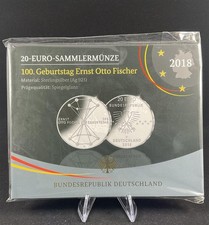 20-EURO-SAMMLERMÜNZE
2018
100. Geburtstag Ernst Otto Fischer
Material: Sterlingsilber (Ag 925)
Prägequalität: Spiegelglanz
BUNDESREPUBLIK DEUTSCHLAND